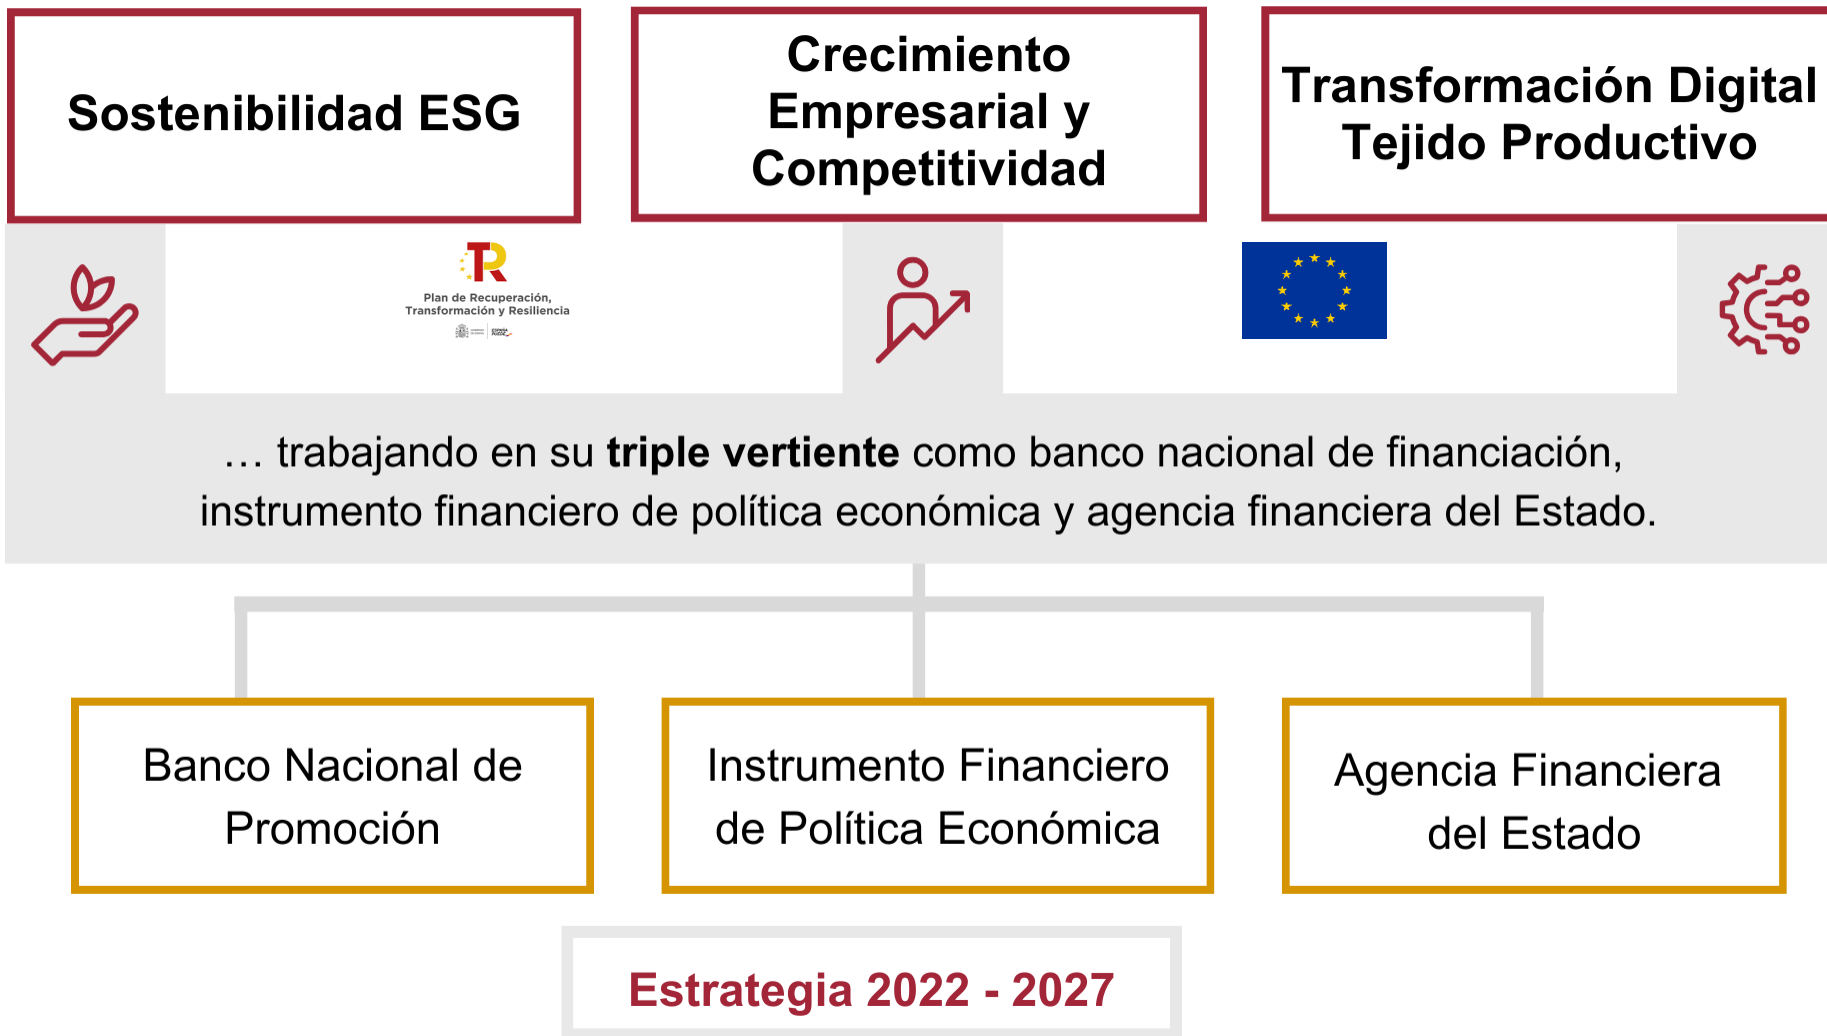 Sostenibilidad ESG
Crecimiento
Empresarial y
Competitividad
Transformación Digital
Tejido Productivo
Plan de Recuperación,
Transformación y Resiliencia
… trabajando en su triple vertiente como banco nacional de financiación,
instrumento financiero de política económica y agencia financiera del Estado.
Banco Nacional de
Promoción
Instrumento Financiero
de Política Económica
Agencia Financiera
del Estado
Estrategia 2022 - 2027